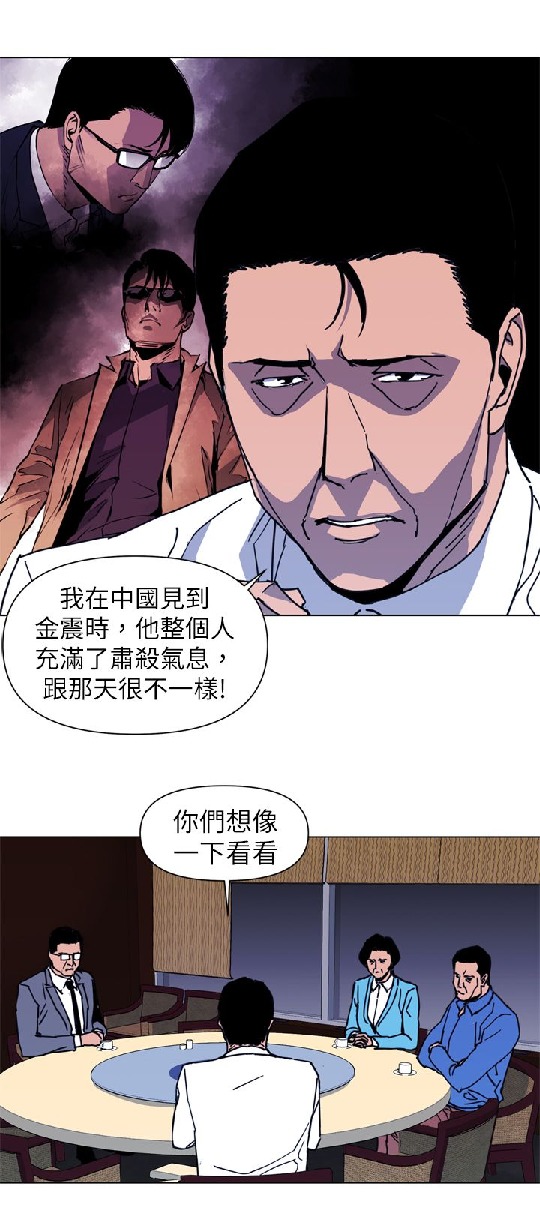 我在中國見到
金震時，他整個人
充滿了肅殺氣息，
跟那天很不一樣!
你們想像
一下看看